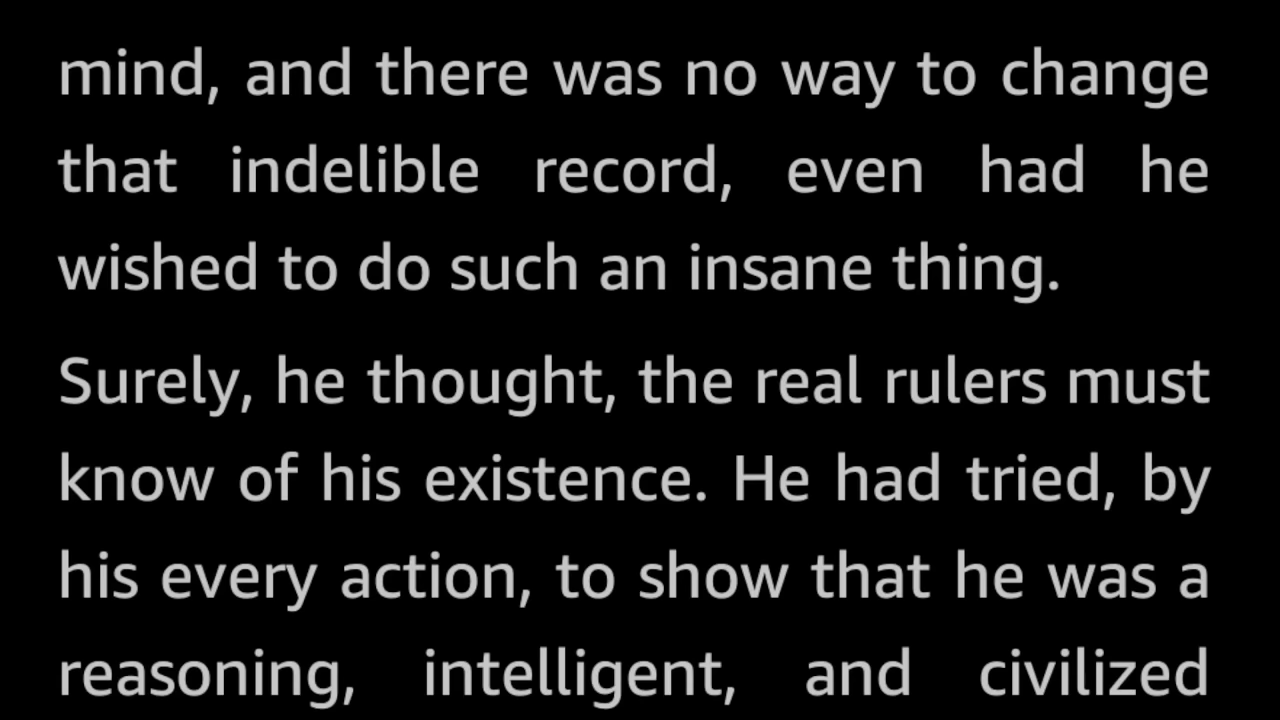 mind, and there was no way to change
that indelible record, even had he
wished to do such an insane thing.
Surely, he thought, the real rulers must
know of his existence. He had tried, by
his every action, to show that he was a
reasoning, intelligent, and civilized